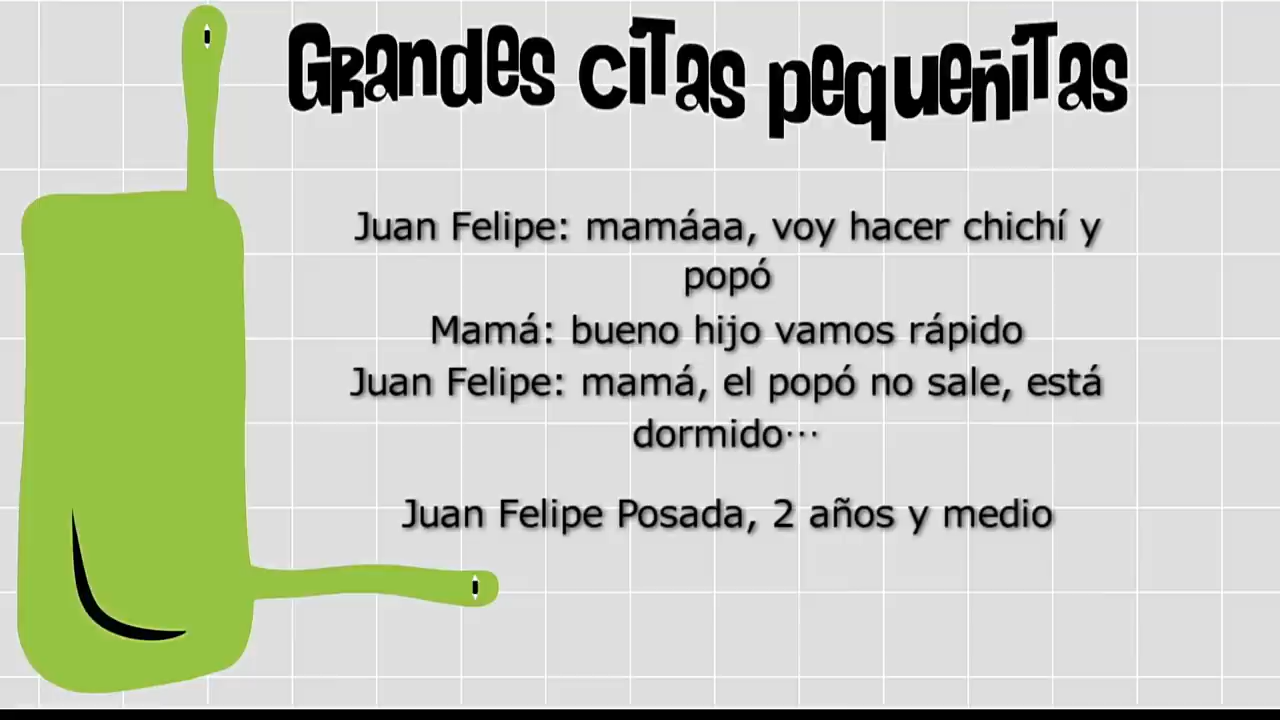 Grandes citas pequeñitas
Juan Felipe: mamáaa, voy hacer chichí y
popó
Mamá: bueno hijo vamos rápido
Juan Felipe: mamá, el popó no sale, está
dormido…
Juan Felipe Posada, 2 años y medio